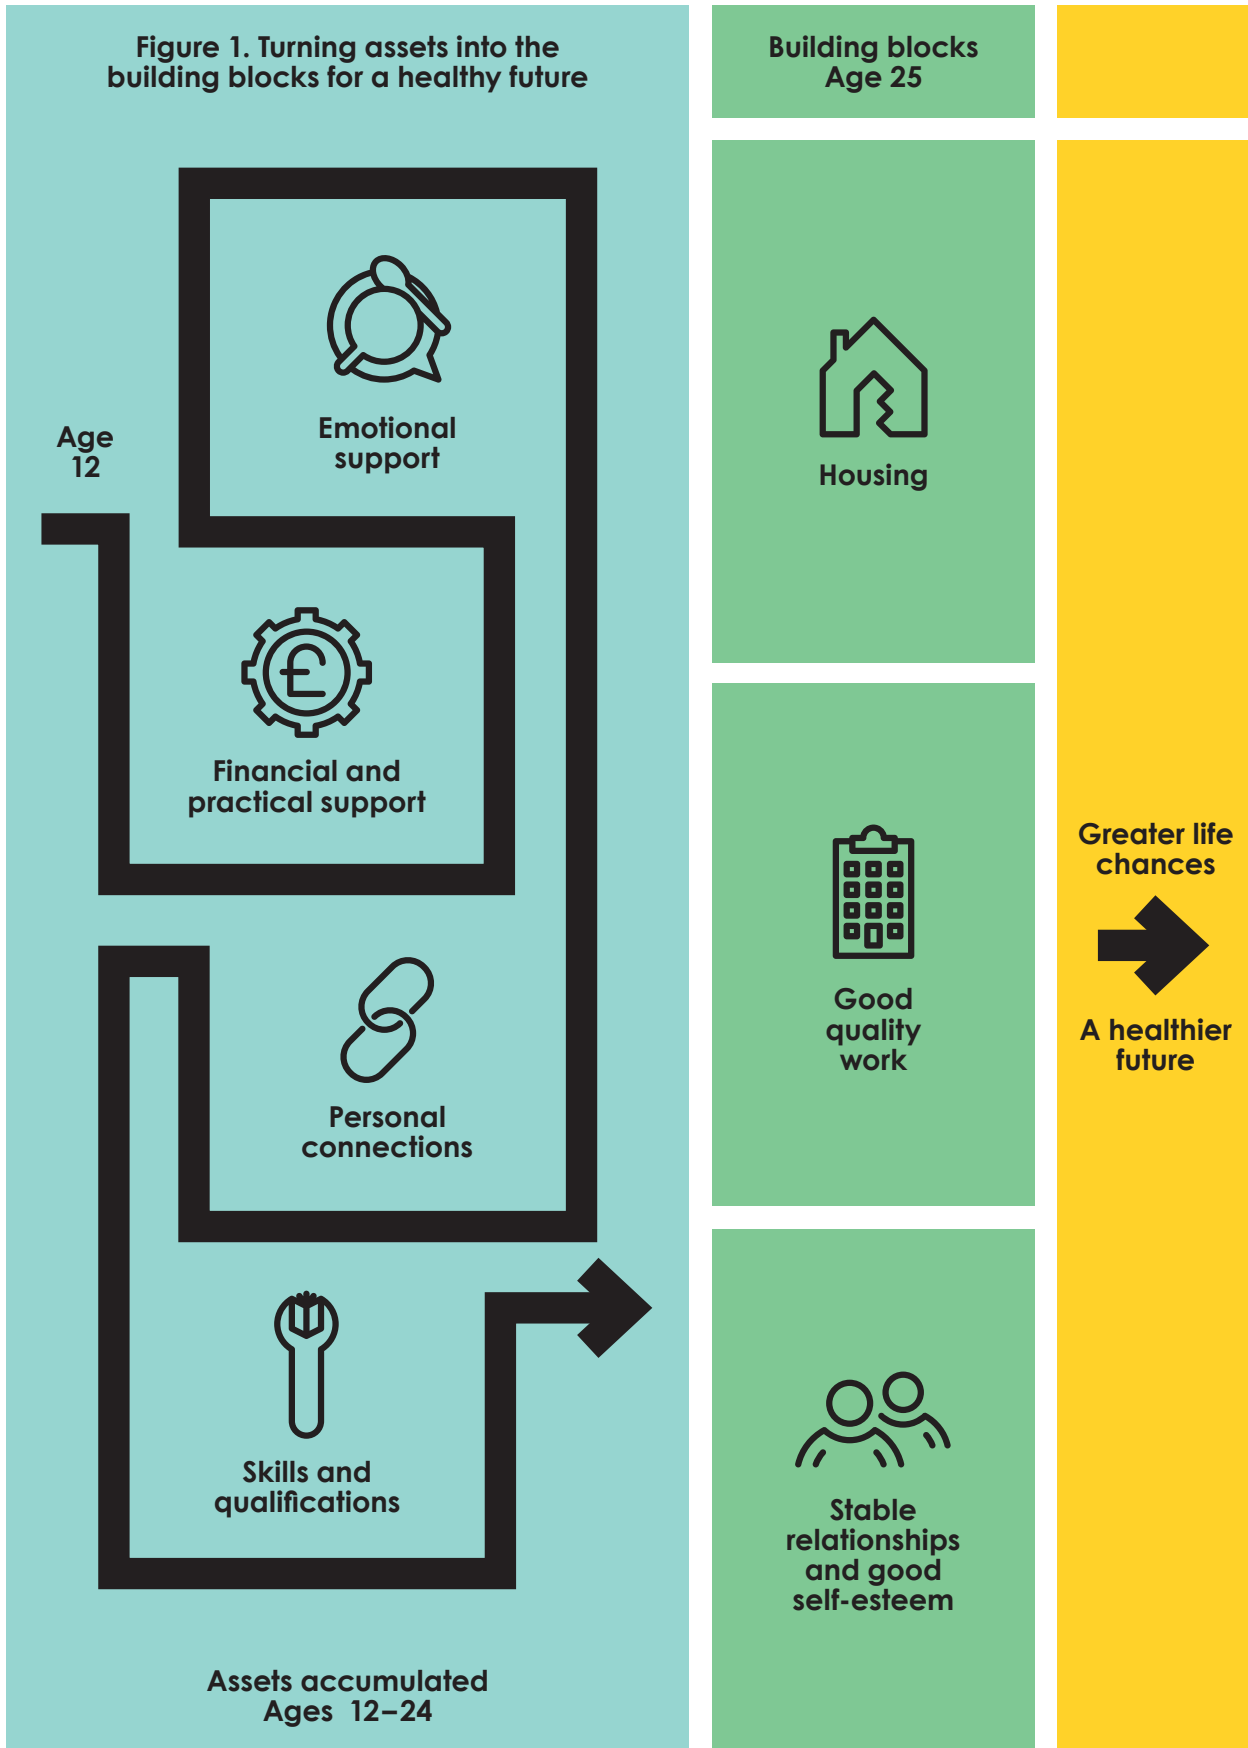 Figure 1. Turning assets into the
building blocks for a healthy future
Age
12
Emotional
support
£
Financial and
practical support
Personal
connections
Skills and
qualifications
Assets accumulated
Ages 12–24
Building blocks
Age 25
Housing
Good
quality
work
Stable
relationships
and good
self-esteem
Greater life
chances
A healthier
future